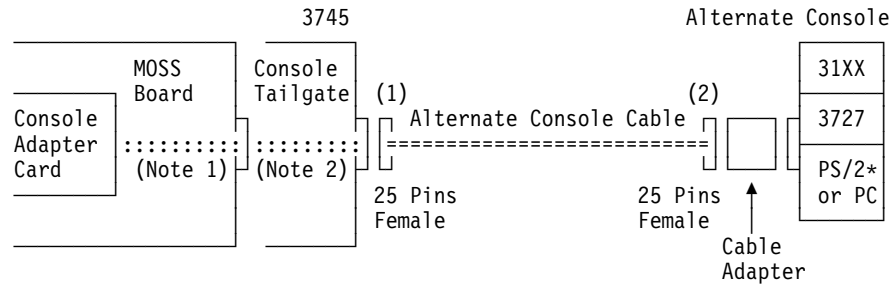 3745
Alternate Console
MOSS
Board
Console
Tailgate
31XX
(1)
(2)
Console
Adapter
Card
Alternate Console Cable
3727
(Note 1)
(Note 2)
25 Pins
Female
25 Pins
Female
PS/2*
or PC
Cable
Adapter